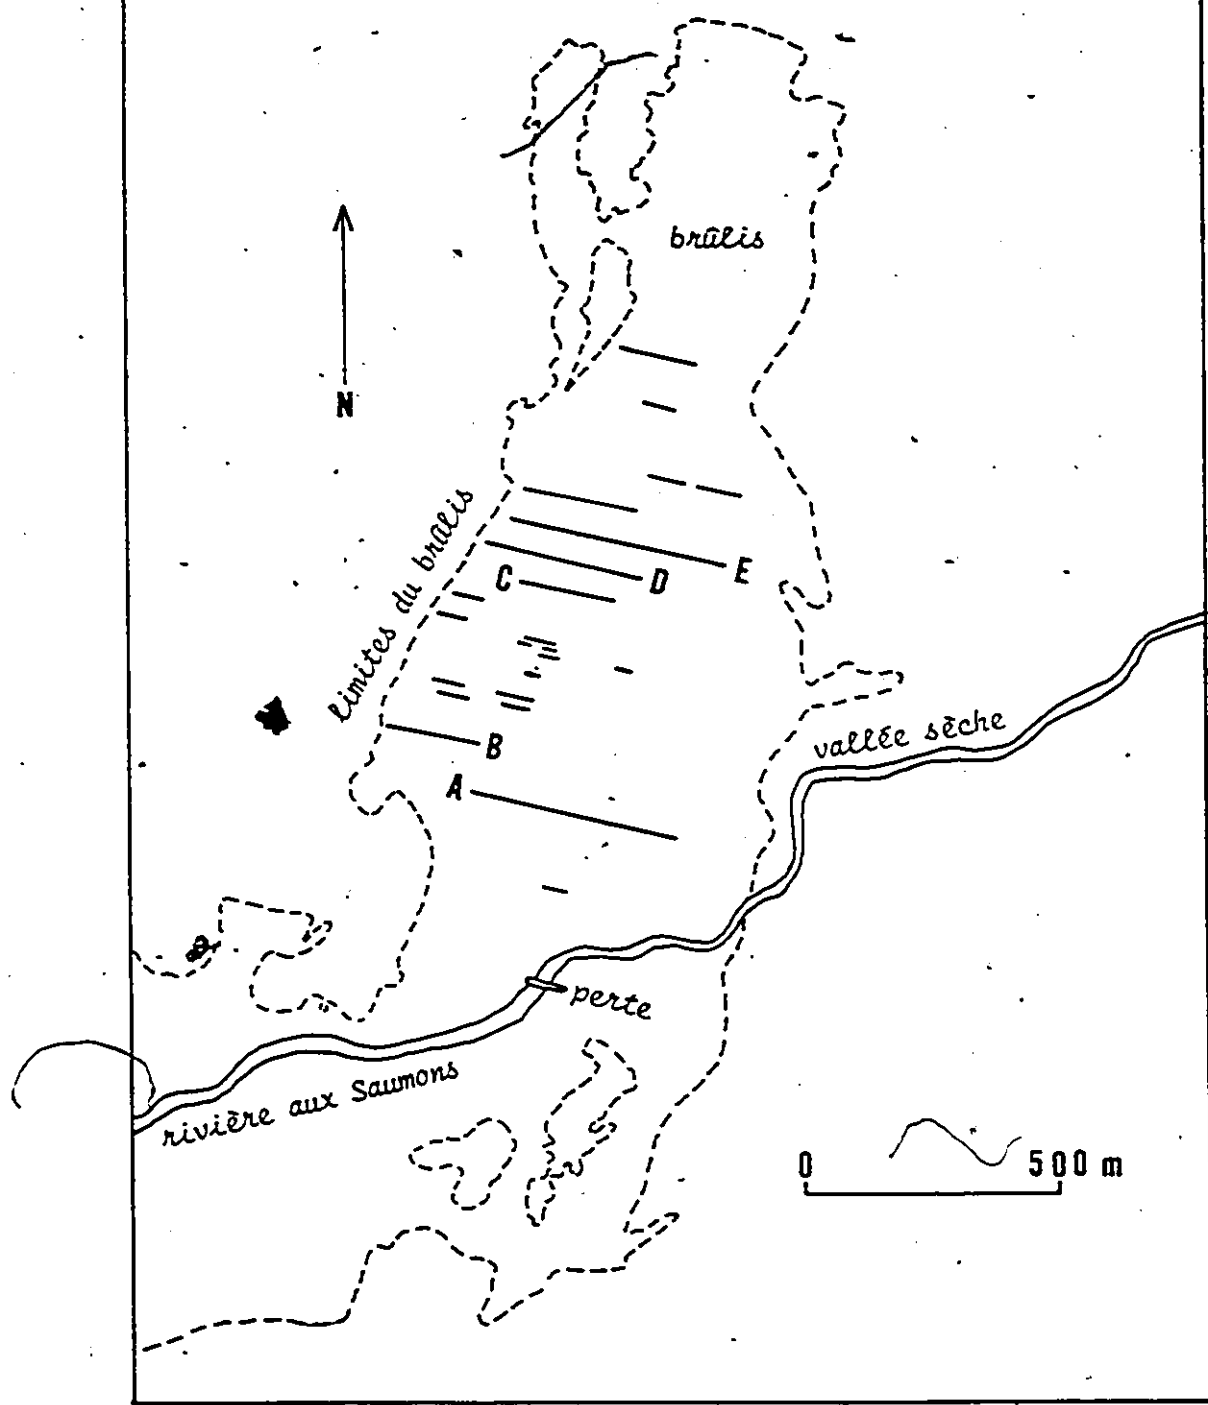 brûlis
N
limites du brûlis
E
D
C
B
A
vallée sèche
perte
rivière aux Saumons
0 500 m